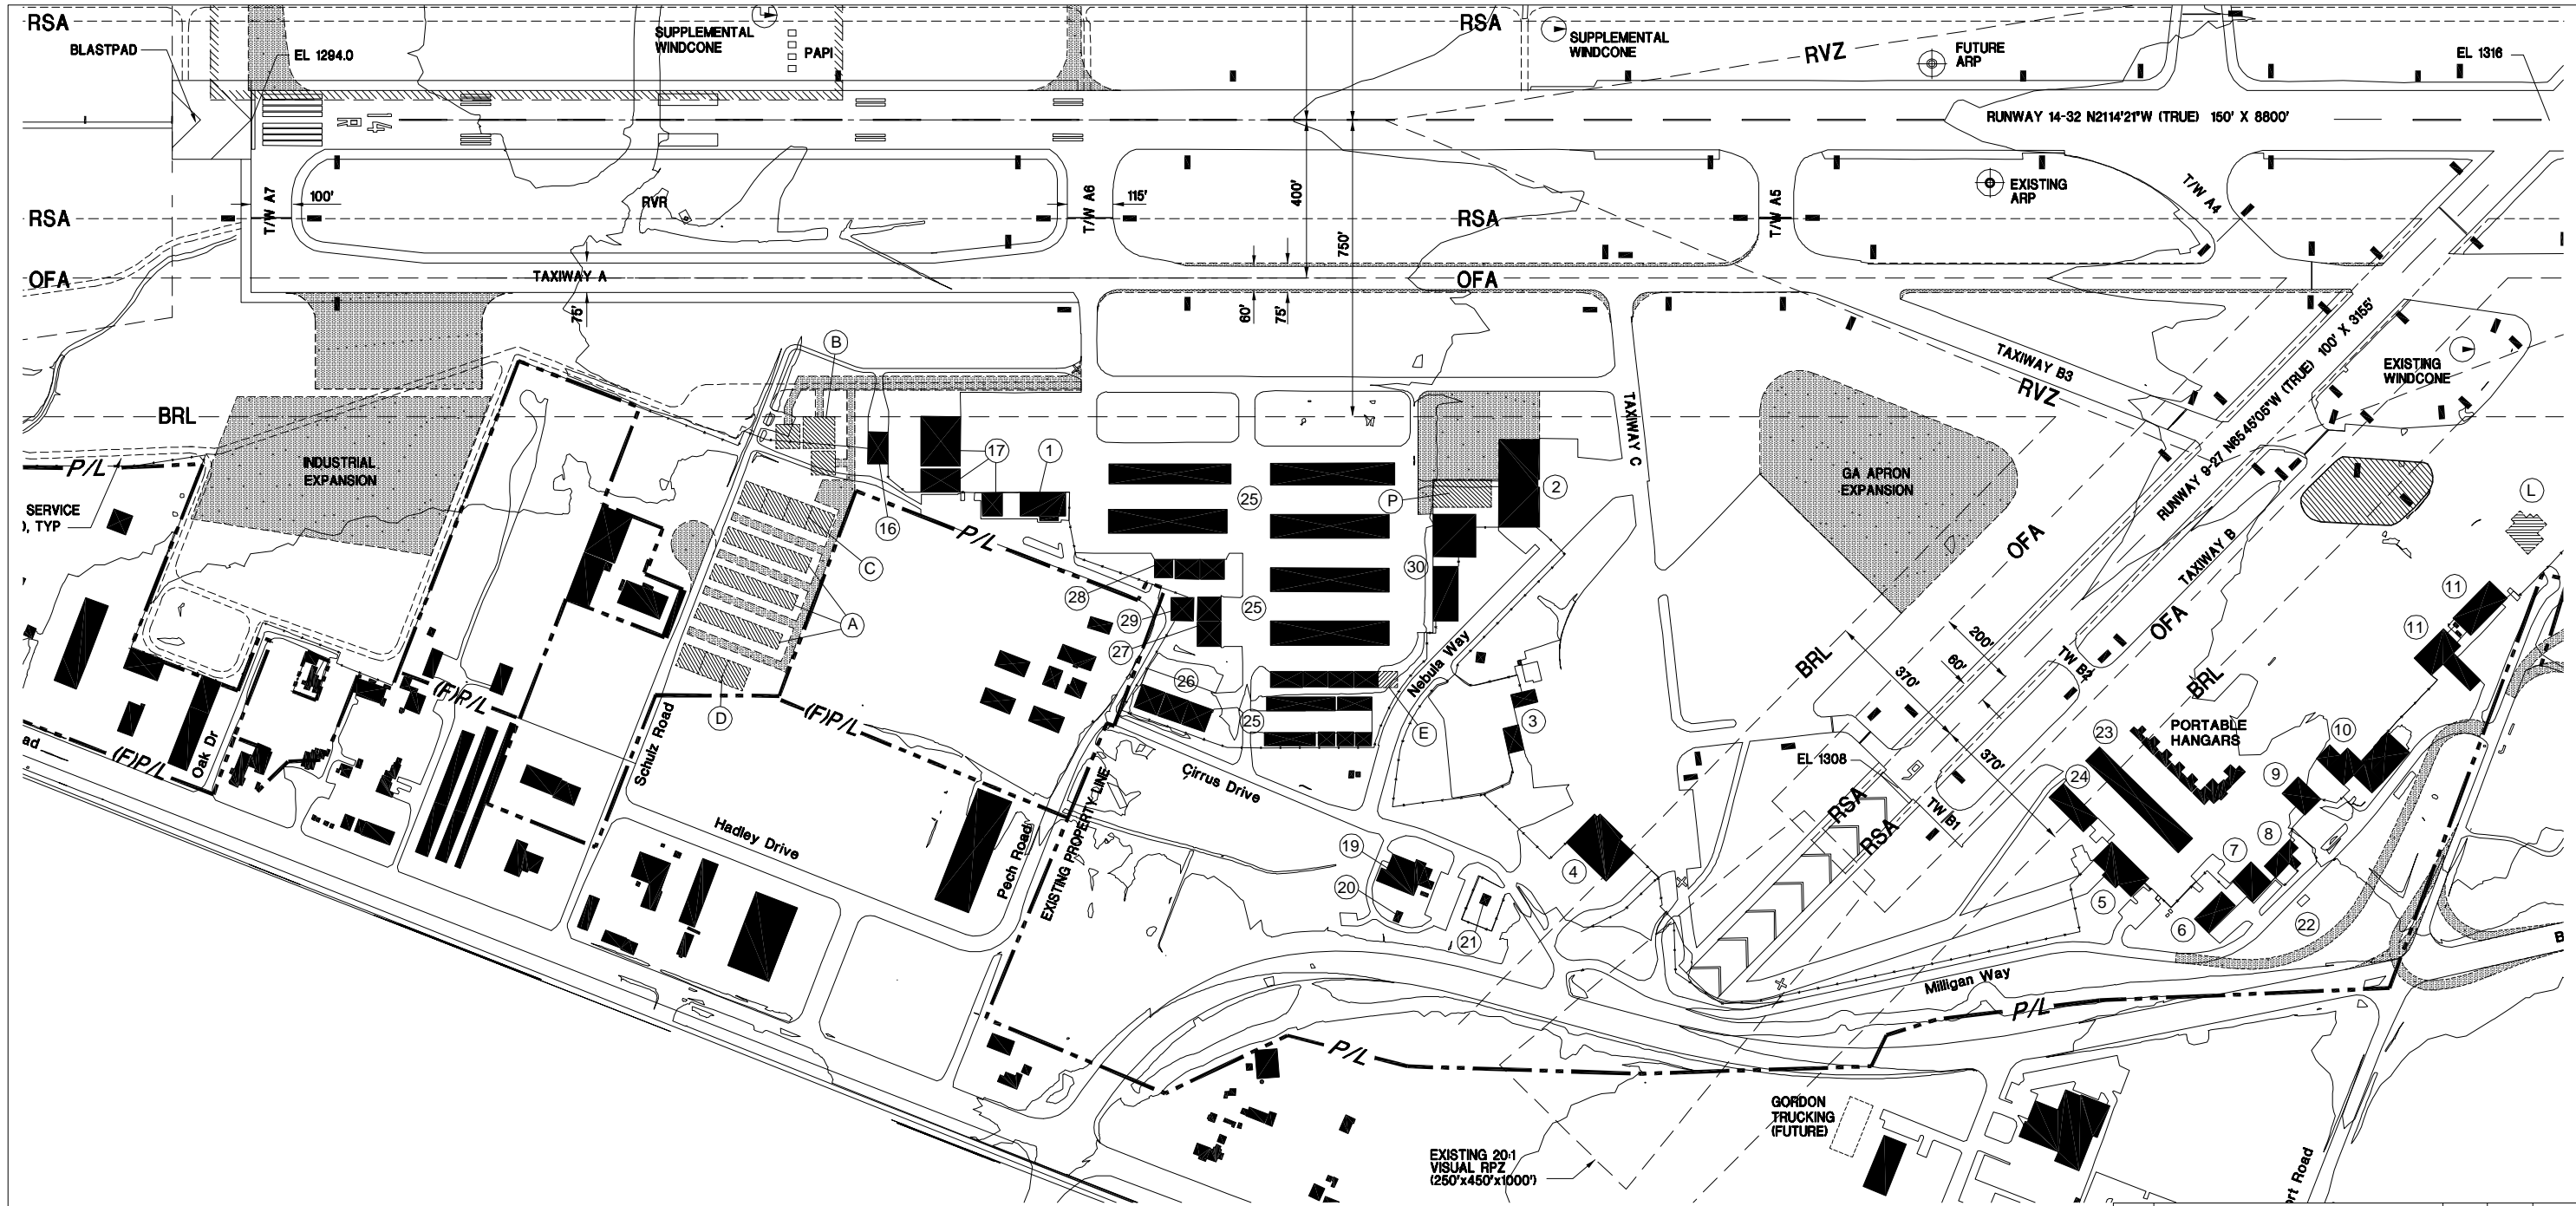 RSA
BLASTPAD
EL 1294.0
SUPPLEMENTAL
WINDCONE
PAPI
RSA
SUPPLEMENTAL
WINDCONE
RVZ
FUTURE
ARP
EL 1316
14
RUNWAY 14-32 N2114'21"W (TRUE) 150' X 8800'
RSA
T/W A7
100'
RVR
T/W A6
115'
400'
750'
RSA
T/W A5
EXISTING
ARP
T/W A4
OFA
TAXIWAY A
75'
60'
75'
OFA
TAXIWAY B3
RVZ
RUNWAY 9-27 N65 45'05"W (TRUE) 100' X 3155'
EXISTING
WINDCONE
BRL
P/L
SERVICE
, TYP
INDUSTRIAL
EXPANSION
B
17
1
16
C
A
D
P/L
25
P
2
TAXIWAY C
GA APRON
EXPANSION
OFA
TAXIWAY B
OFA
L
11
11
28
29
27
25
26
25
30
Nebula Way
E
3
BRL
200'
60'
370'
370'
TW B2
BRL
PORTABLE
HANGARS
23
24
10
9
8
7
6
5
22
(F)P/L
(F)P/L
(F)P/L
ad
Oak Dr
Schulz Road
Hadley Drive
Pech Road
EXISTING PROPERTY LINE
Cirrus Drive
19
20
21
4
EL 1308
9
RSA
RSA
TW B1
Milligan Way
P/L
P/L
B
GORDON
TRUCKING
(FUTURE)
EXISTING 20:1
VISUAL RPZ
(250'x450'x1000')
ort Road